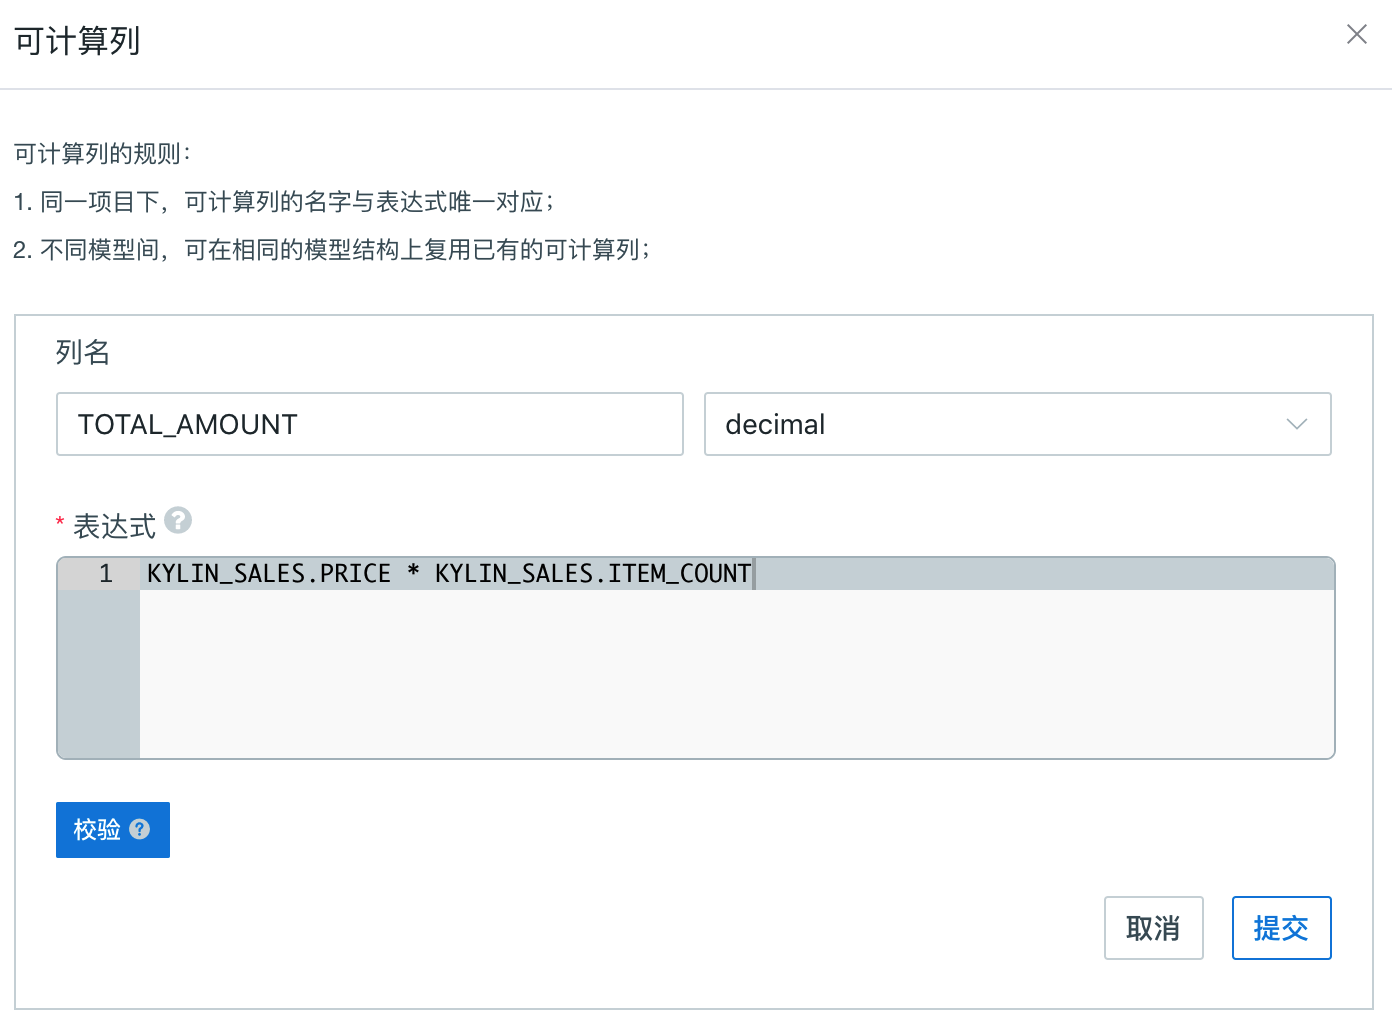 可计算列
可计算列的规则：
1. 同一项目下，可计算列的名字与表达式唯一对应；
2. 不同模型间，可在相同的模型结构上复用已有的可计算列；
列名
TOTAL_AMOUNT decimal
* 表达式 ?
1 KYLIN_SALES.PRICE * KYLIN_SALES.ITEM_COUNT
校验 ?
取消 提交